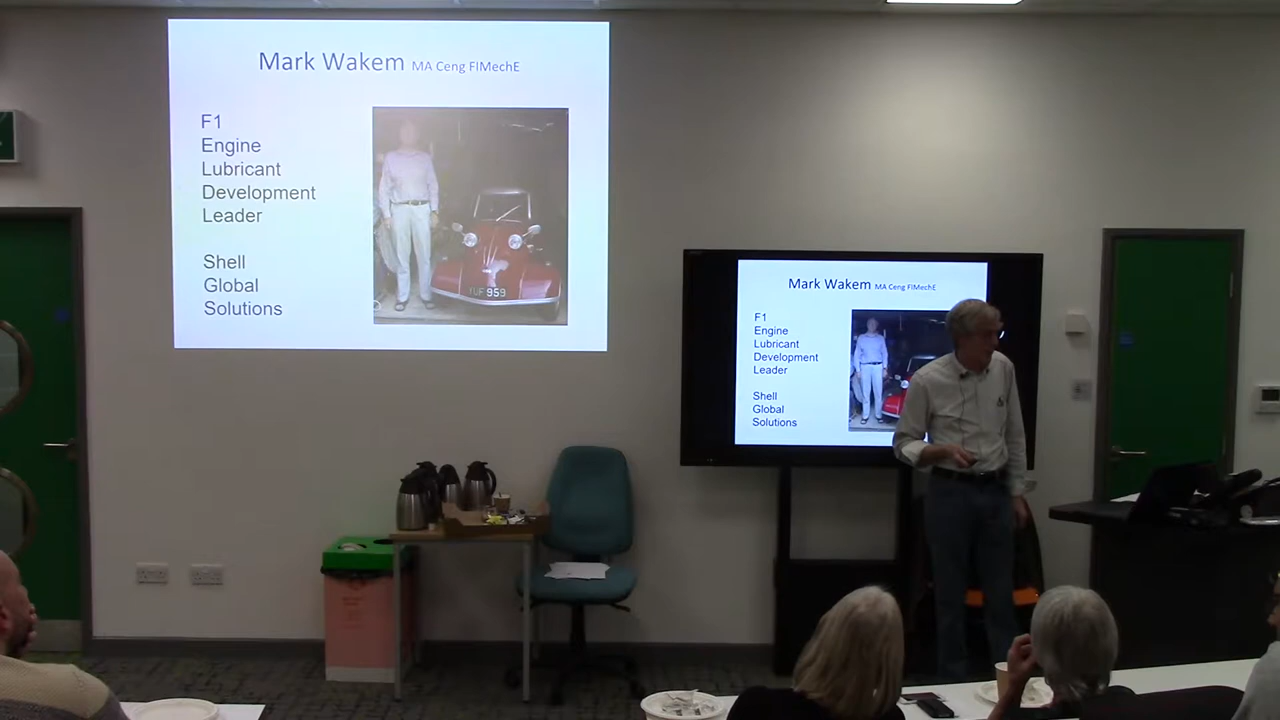 Mark Wakem MA Ceng FIMechE
F1
Engine
Lubricant
Development
Leader
Shell
Global
Solutions
UF 959
Mark Wakem MA Ceng FIMechE
F1
Engine
Lubricant
Development
Leader
Shell
Global
Solutions